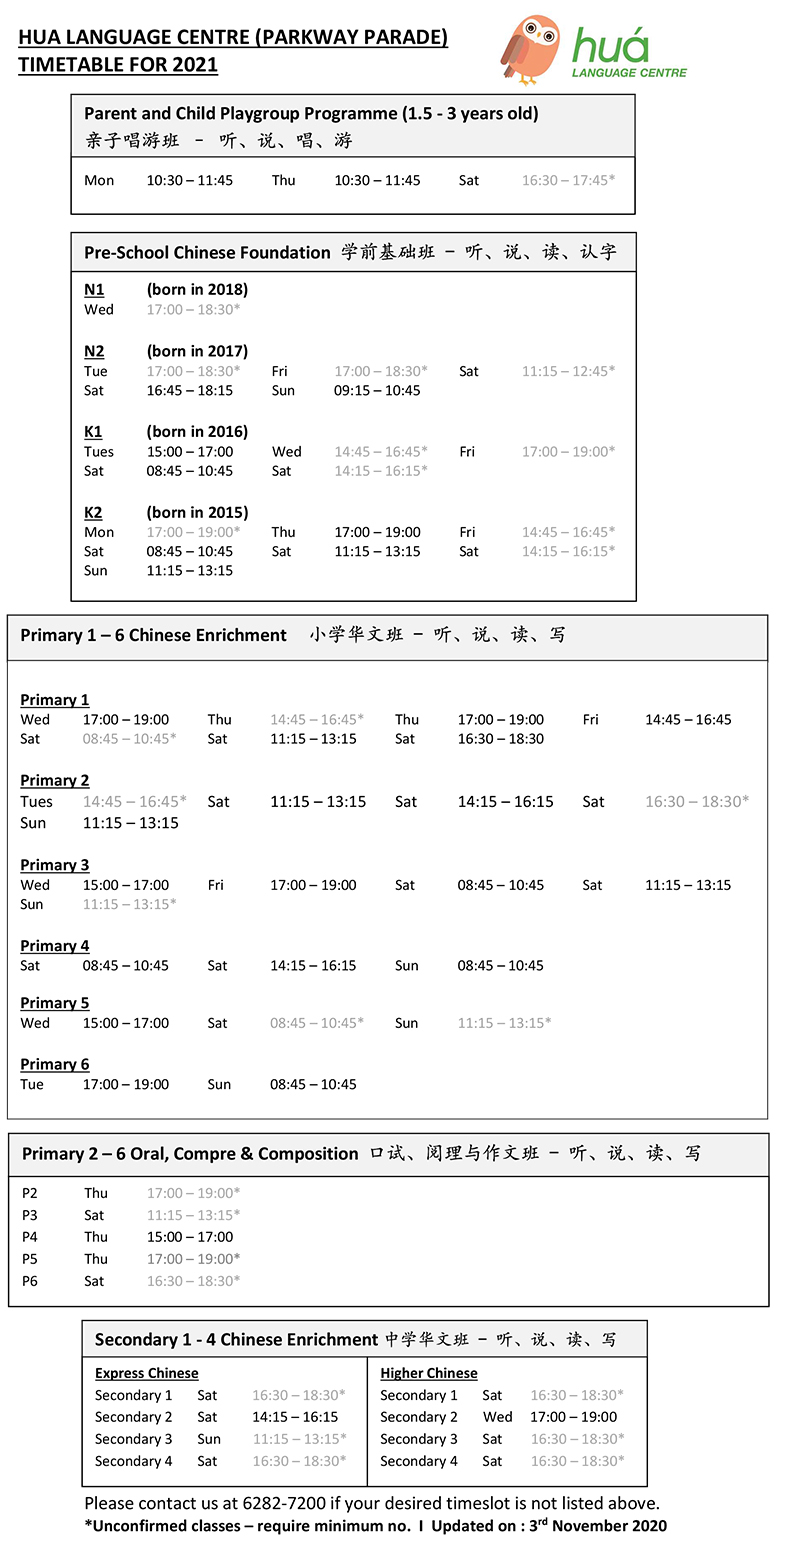 HUA LANGUAGE CENTRE (PARKWAY PARADE)
TIMETABLE FOR 2021
huá
LANGUAGE CENTRE
Parent and Child Playgroup Programme (1.5 - 3 years old)
亲子唱游班 – 听、说、唱、游
Mon 10:30 – 11:45 Thu 10:30 – 11:45 Sat 16:30 – 17:45*
Pre-School Chinese Foundation 学前基础班 – 听、说、读、认字
N1 (born in 2018)
Wed 17:00 – 18:30*
N2 (born in 2017)
Tue 17:00 – 18:30* Fri 17:00 – 18:30* Sat 11:15 – 12:45*
Sat 16:45 – 18:15 Sun 09:15 – 10:45
K1 (born in 2016)
Tues 15:00 – 17:00 Wed 14:45 – 16:45* Fri 17:00 – 19:00*
Sat 08:45 – 10:45 Sat 14:15 – 16:15*
K2 (born in 2015)
Mon 17:00 – 19:00* Thu 17:00 – 19:00 Fri 14:45 – 16:45*
Sat 08:45 – 10:45 Sat 11:15 – 13:15 Sat 14:15 – 16:15*
Sun 11:15 – 13:15
Primary 1 – 6 Chinese Enrichment 小学华文班 – 听、说、读、写
Primary 1
Wed 17:00 – 19:00 Thu 14:45 – 16:45* Thu 17:00 – 19:00 Fri 14:45 – 16:45
Sat 08:45 – 10:45* Sat 11:15 – 13:15 Sat 16:30 – 18:30
Primary 2
Tues 14:45 – 16:45* Sat 11:15 – 13:15 Sat 14:15 – 16:15 Sat 16:30 – 18:30*
Sun 11:15 – 13:15
Primary 3
Wed 15:00 – 17:00 Fri 17:00 – 19:00 Sat 08:45 – 10:45 Sat 11:15 – 13:15
Sun 11:15 – 13:15*
Primary 4
Sat 08:45 – 10:45 Sat 14:15 – 16:15 Sun 08:45 – 10:45
Primary 5
Wed 15:00 – 17:00 Sat 08:45 – 10:45* Sun 11:15 – 13:15*
Primary 6
Tue 17:00 – 19:00 Sun 08:45 – 10:45
Primary 2 – 6 Oral, Compre & Composition 口试、阅理与作文班 – 听、说、读、写
P2 Thu 17:00 – 19:00*
P3 Sat 11:15 – 13:15*
P4 Thu 15:00 – 17:00
P5 Thu 17:00 – 19:00*
P6 Sat 16:30 – 18:30*
Secondary 1 - 4 Chinese Enrichment 中学华文班 – 听、说、读、写
Express Chinese
Secondary 1 Sat 16:30 – 18:30*
Secondary 2 Sat 14:15 – 16:15
Secondary 3 Sun 11:15 – 13:15*
Secondary 4 Sat 16:30 – 18:30*
Higher Chinese
Secondary 1 Sat 16:30 – 18:30*
Secondary 2 Wed 17:00 – 19:00
Secondary 3 Sat 16:30 – 18:30*
Secondary 4 Sat 16:30 – 18:30*
Please contact us at 6282-7200 if your desired timeslot is not listed above.
*Unconfirmed classes – require minimum no. I Updated on : 3rd November 2020